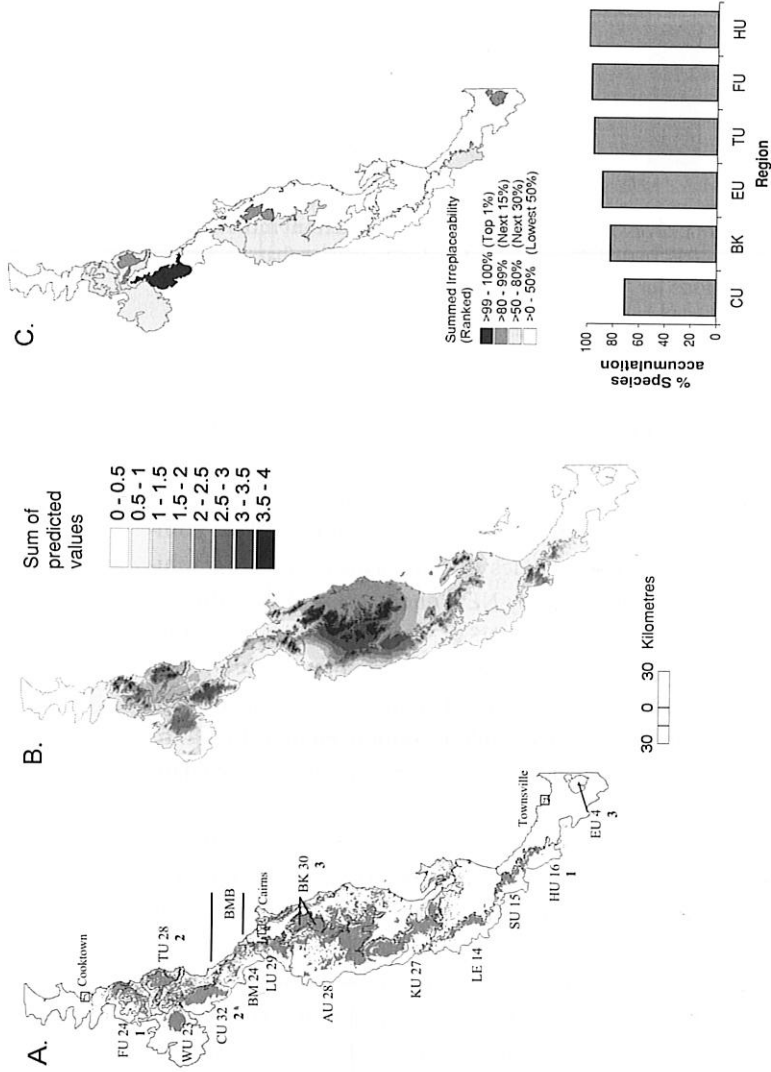 A.
Cooktown
FU 24
1
TU 28
2
WU 23
CU 32
2*
BMB
BM 24
Cairns
LU 29
BK 30
3
AU 28
KU 27
LE 14
SU 15
Townsville
HU 16
1
EU 4
3
B.
Sum of
predicted
values
0 - 0.5
0.5 - 1
1 - 1.5
1.5 - 2
2 - 2.5
2.5 - 3
3 - 3.5
3.5 - 4
30 0 30 Kilometres
C.
Summed Irreplaceability
(Ranked)
>99 - 100% (Top 1%)
>80 - 99% (Next 15%)
>50 - 80% (Next 30%)
>0 - 50% (Lowest 50%)
% Species
accumulation
100
80
60
40
20
0
CU BK EU TU FU HU
Region